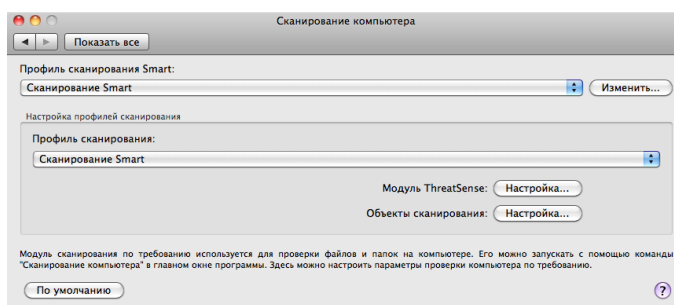 Сканирование компьютера
Показать все
Профиль сканирования Smart:
Сканирование Smart
Изменить...
Настройка профилей сканирования
Профиль сканирования:
Сканирование Smart
Модуль ThreatSense:
Настройка...
Объекты сканирования:
Настройка...
Модуль сканирования по требованию используется для проверки файлов и папок на компьютере. Его можно запускать с помощью команды
"Сканирование компьютера" в главном окне программы. Здесь можно настроить параметры проверки компьютера по требованию.
По умолчанию
?